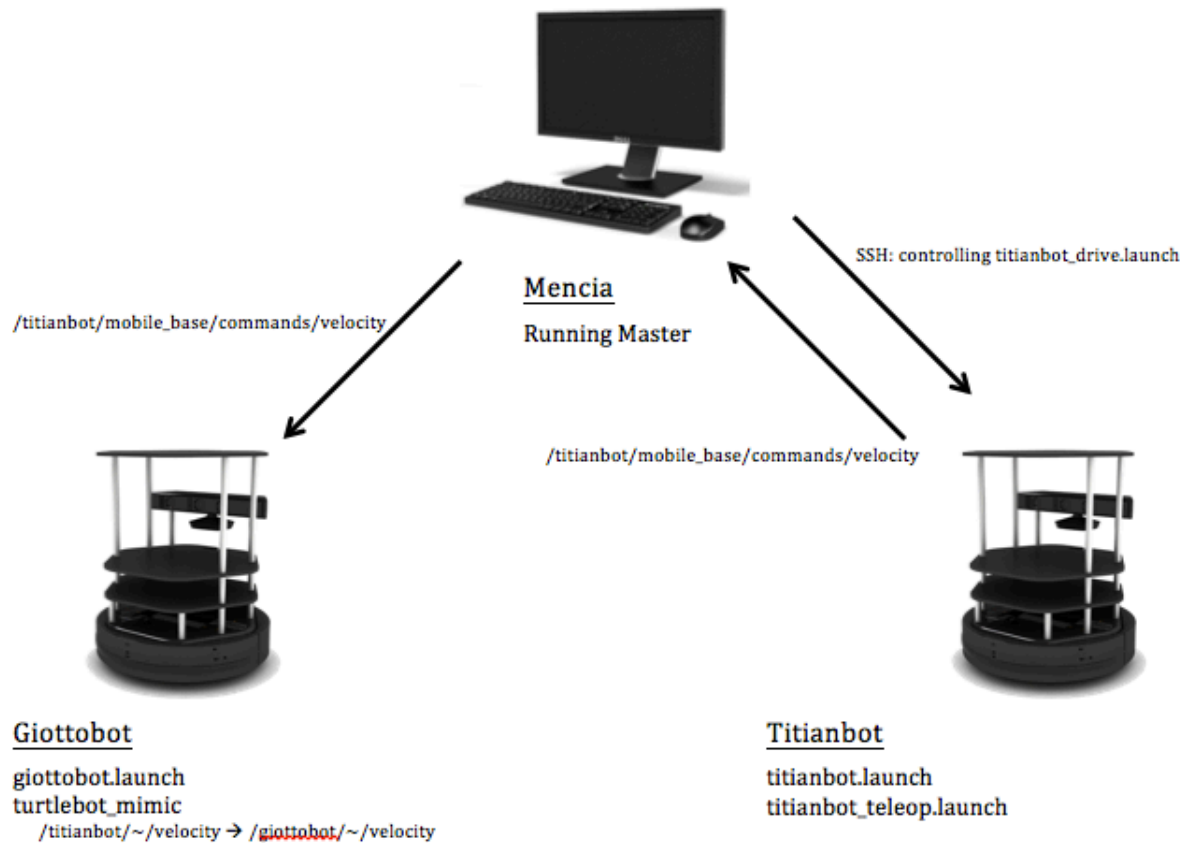 SSH: controlling titianbot_drive.launch
Mencia
Running Master
/titianbot/mobile_base/commands/velocity
/titianbot/mobile_base/commands/velocity
Giottobot
giottobot.launch
turtlebot_mimic
/titianbot/~/velocity → /giottobot/~/velocity
Titianbot
titianbot.launch
titianbot_teleop.launch